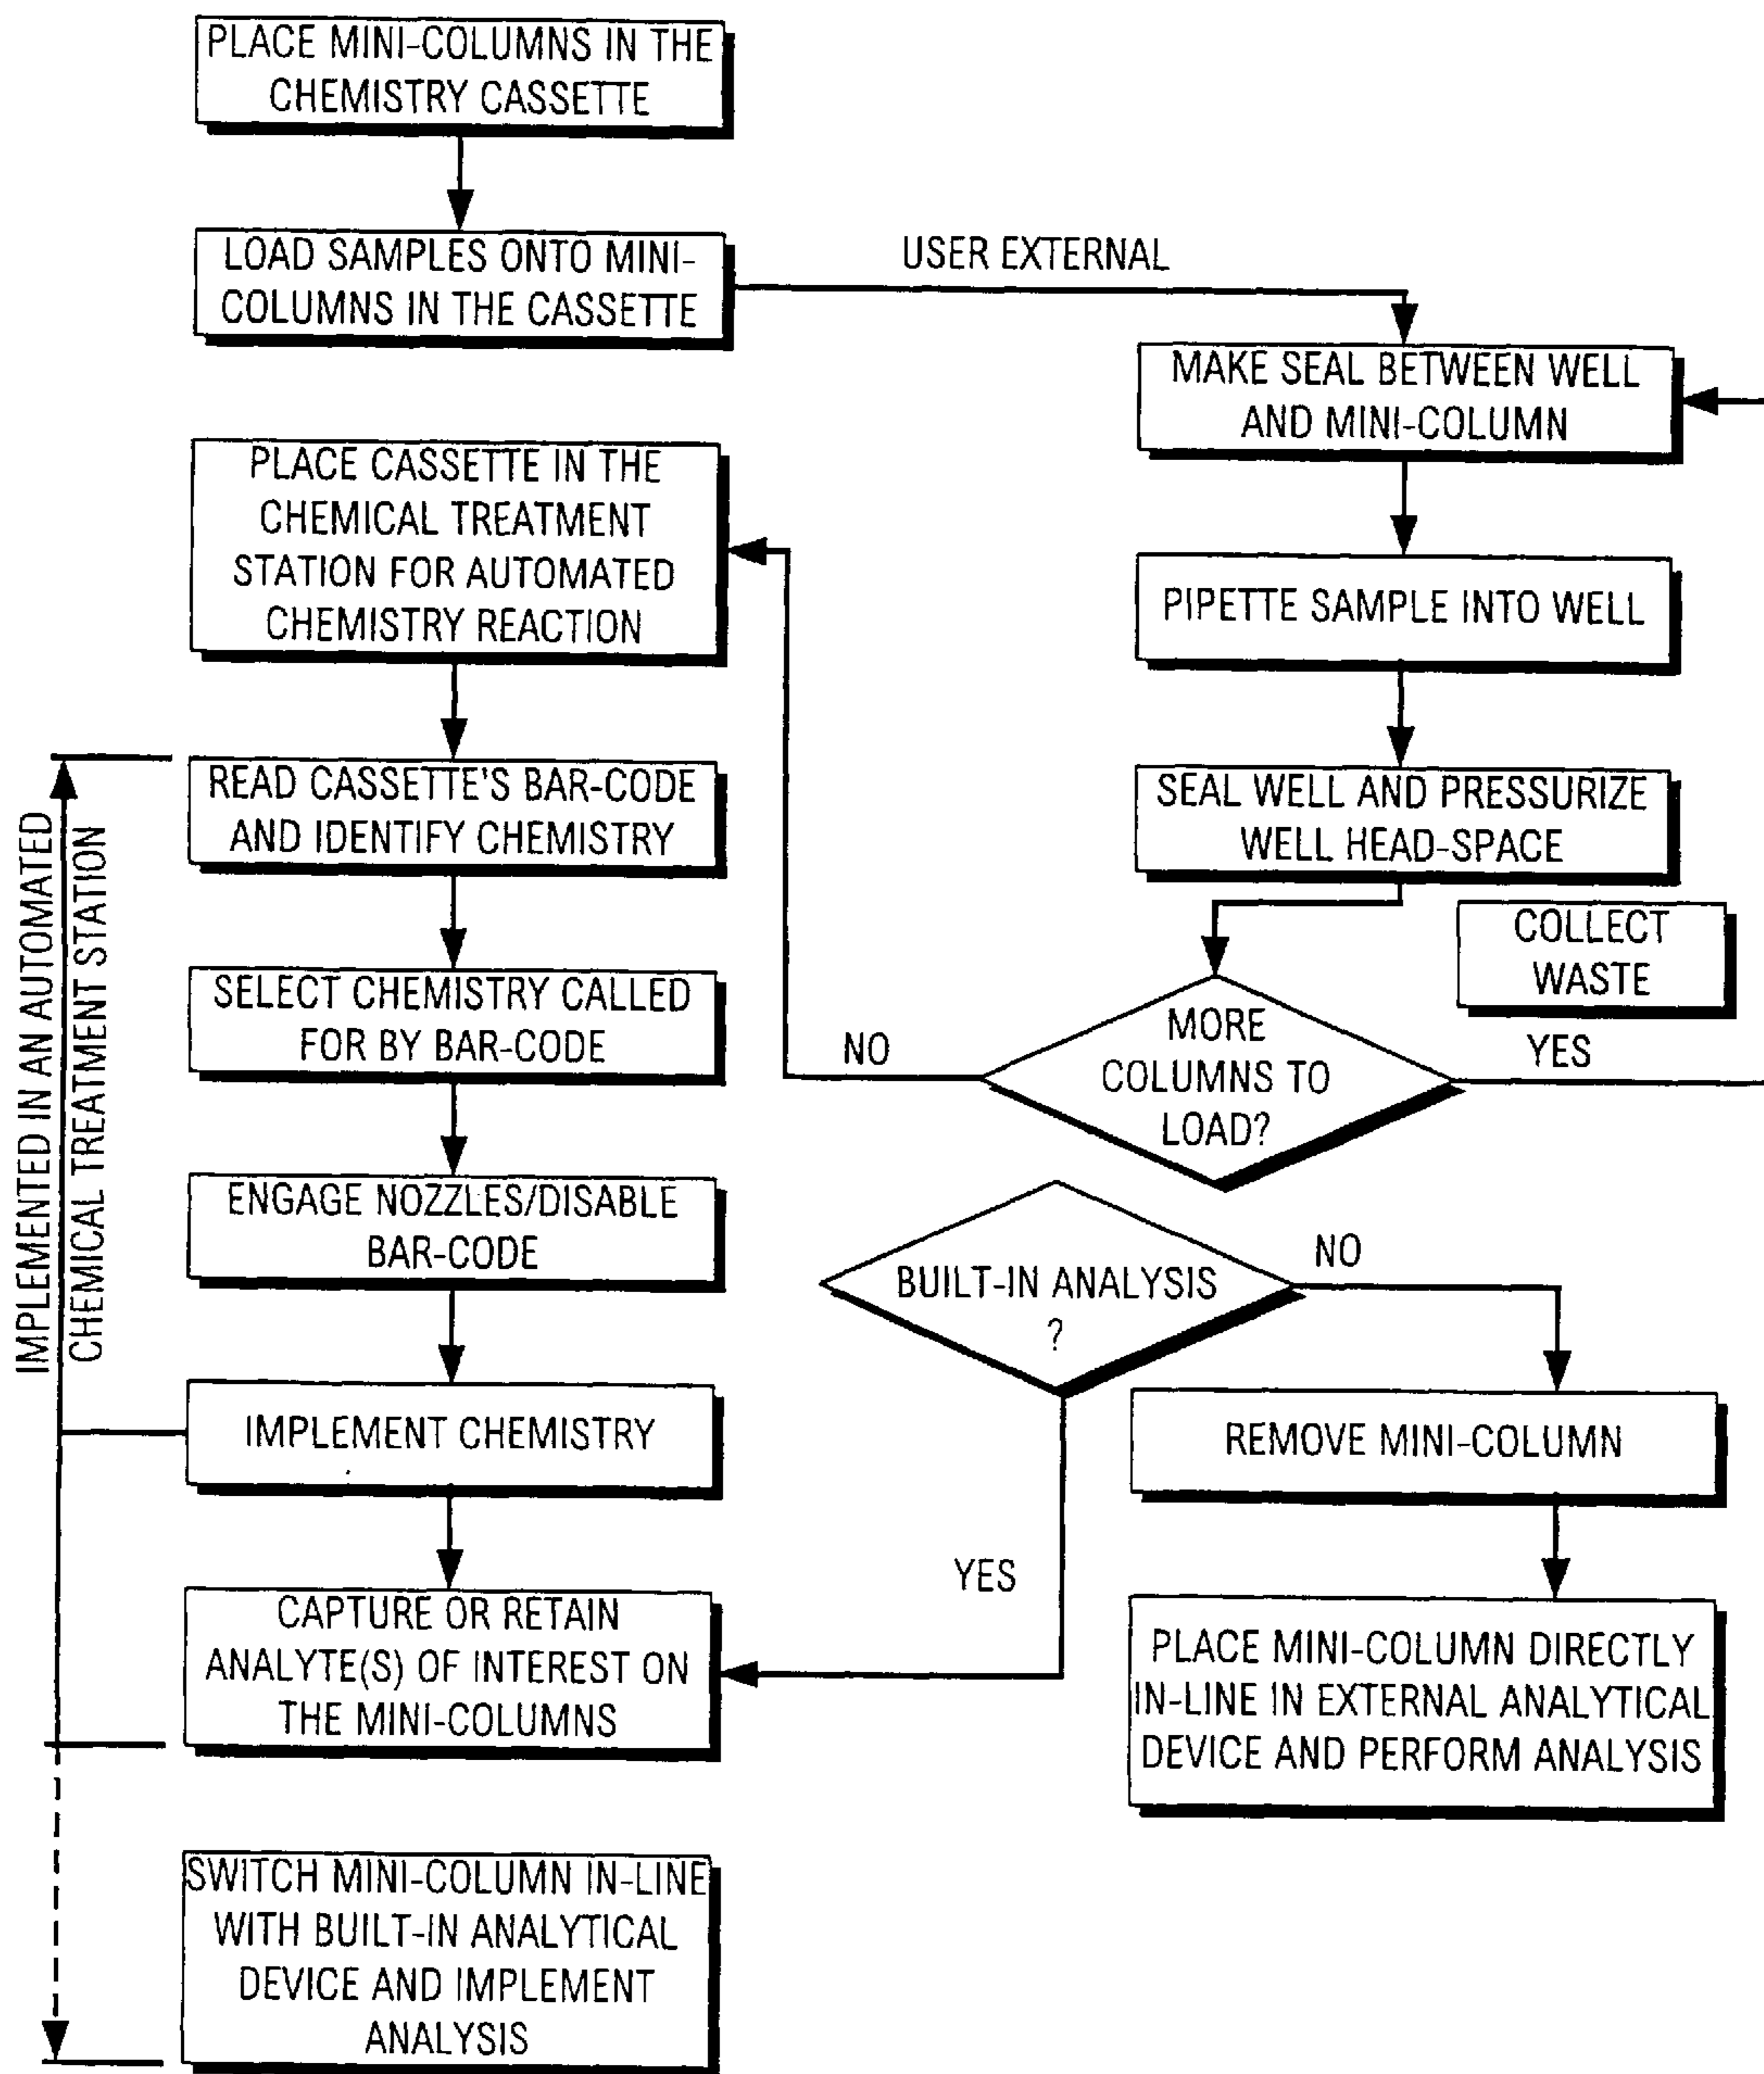 PLACE MINI-COLUMNS IN THE
CHEMISTRY CASSETTE
LOAD SAMPLES ONTO MINI-
COLUMNS IN THE CASSETTE
USER EXTERNAL
MAKE SEAL BETWEEN WELL
AND MINI-COLUMN
PIPETTE SAMPLE INTO WELL
SEAL WELL AND PRESSURIZE
WELL HEAD-SPACE
COLLECT
WASTE
MORE
COLUMNS TO
LOAD?
YES
NO
PLACE CASSETTE IN THE
CHEMICAL TREATMENT
STATION FOR AUTOMATED
CHEMISTRY REACTION
READ CASSETTE'S BAR-CODE
AND IDENTIFY CHEMISTRY
SELECT CHEMISTRY CALLED
FOR BY BAR-CODE
ENGAGE NOZZLES/DISABLE
BAR-CODE
IMPLEMENT CHEMISTRY
CAPTURE OR RETAIN
ANALYTE(S) OF INTEREST ON
THE MINI-COLUMNS
SWITCH MINI-COLUMN IN-LINE
WITH BUILT-IN ANALYTICAL
DEVICE AND IMPLEMENT
ANALYSIS
IMPLEMENTED IN AN AUTOMATED
CHEMICAL TREATMENT STATION
BUILT-IN ANALYSIS
?
NO
YES
REMOVE MINI-COLUMN
PLACE MINI-COLUMN DIRECTLY
IN-LINE IN EXTERNAL ANALYTICAL
DEVICE AND PERFORM ANALYSIS